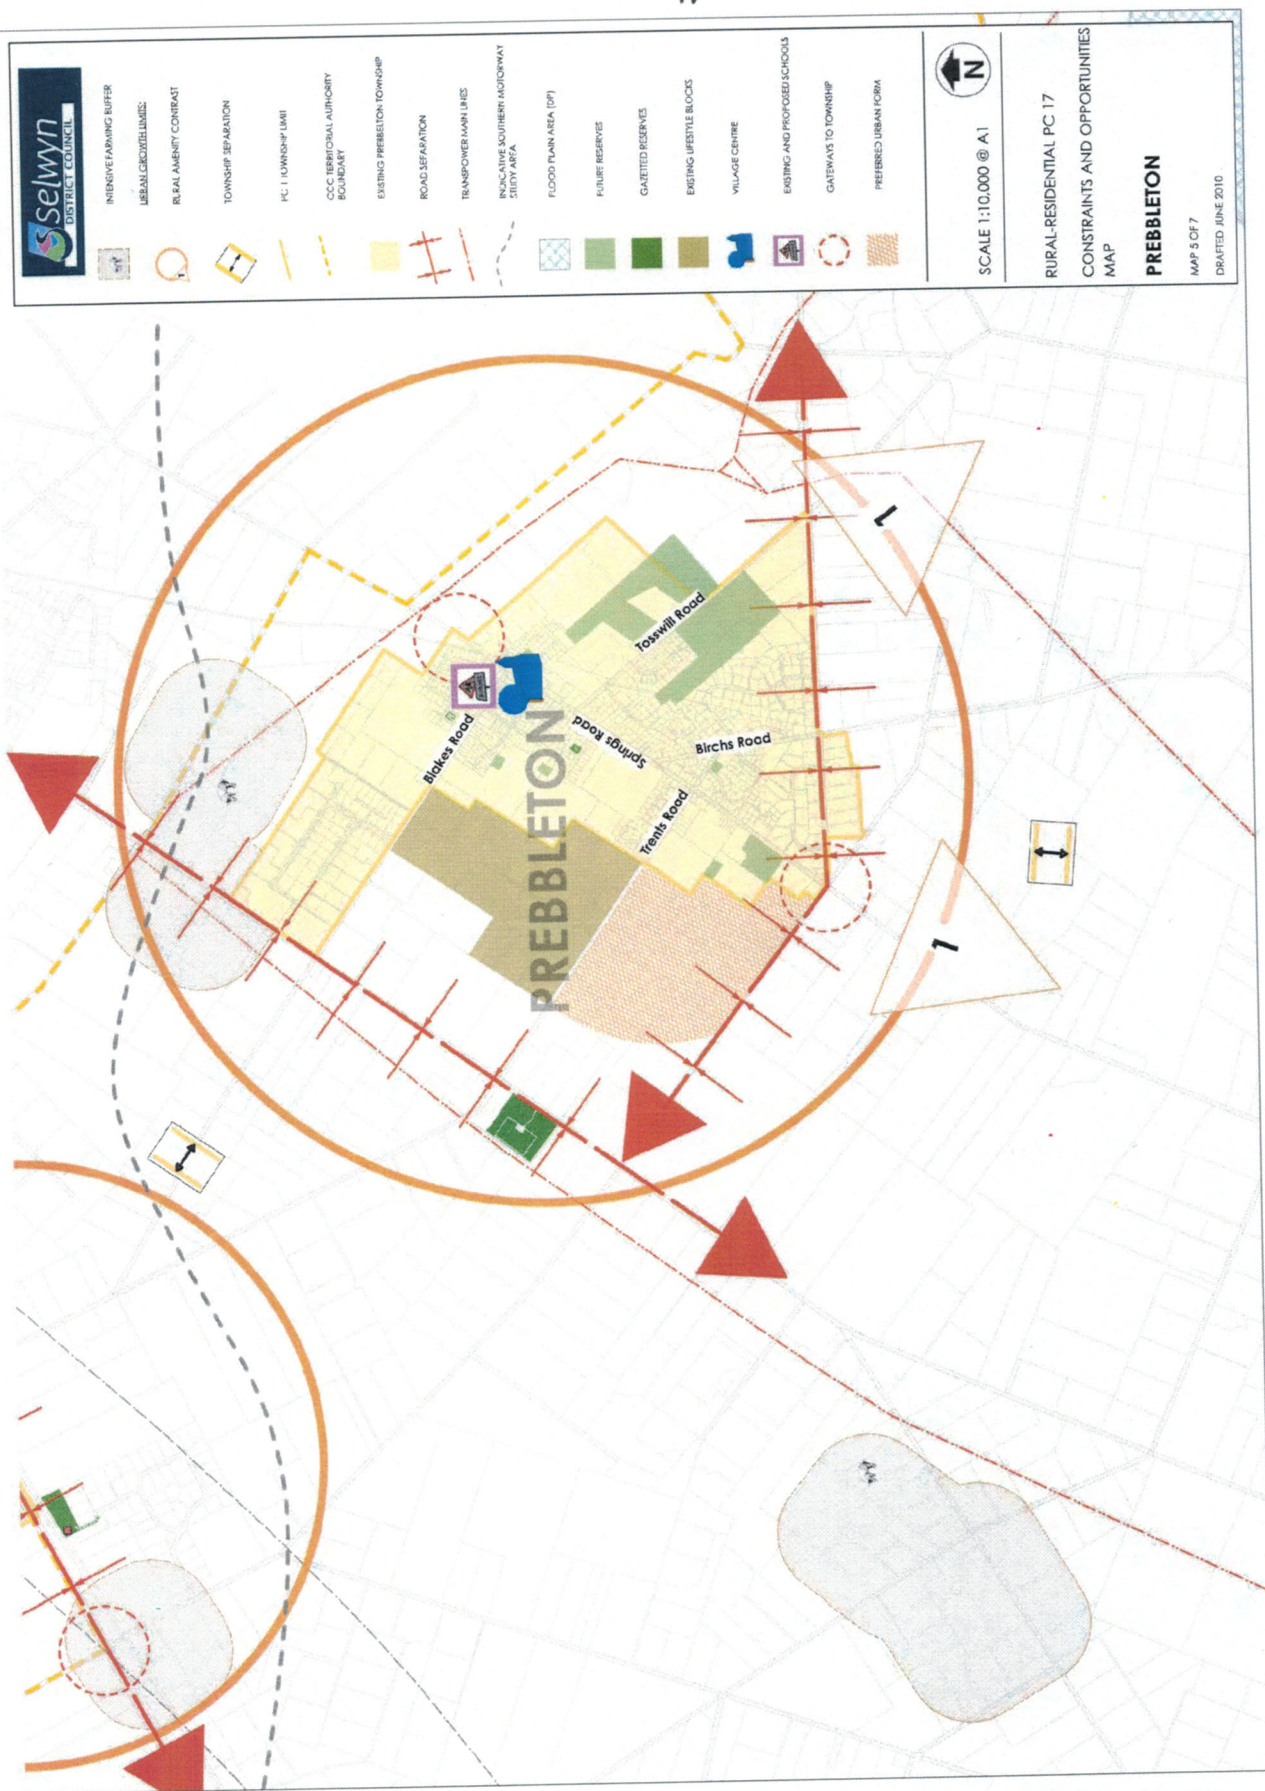 Selwyn
DISTRICT COUNCIL
INTENSIVE FARMING BUFFER
URBAN GROWTH LIMITS:
RURAL AMENITY CONTRAST
TOWNSHIP SEPARATION
PC 1 TOWNSHIP LIMIT
CCC TERRITORIAL AUTHORITY
BOUNDARY
EXISTING PREBBELTON TOWNSHIP
ROAD SEPARATION
TRANSPOWER MAIN LINES
INDICATIVE SOUTHERN MOTORWAY
STUDY AREA
FLOOD PLAIN AREA (DP)
FUTURE RESERVES
GAZETTED RESERVES
EXISTING LIFESTYLE BLOCKS
VILLAGE CENTRE
EXISTING AND PROPOSED SCHOOLS
GATEWAYS TO TOWNSHIP
PREFERRED URBAN FORM
N
SCALE 1:10,000 @ A1
RURAL-RESIDENTIAL PC 17
CONSTRAINTS AND OPPORTUNITIES
MAP
PREBBLETON
MAP 5 OF 7
DRAFTED JUNE 2010
Blakes Road
Springs Road
Tosswill Road
Birchs Road
Trents Road
PREBBLETON
1
1